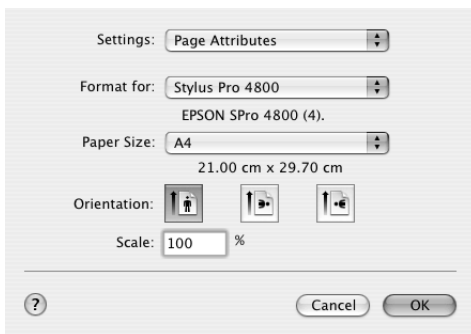 Settings: Page Attributes
Format for: Stylus Pro 4800
EPSON SPro 4800 (4).
Paper Size: A4
21.00 cm x 29.70 cm
Orientation:
Scale: 100 %
? Cancel OK